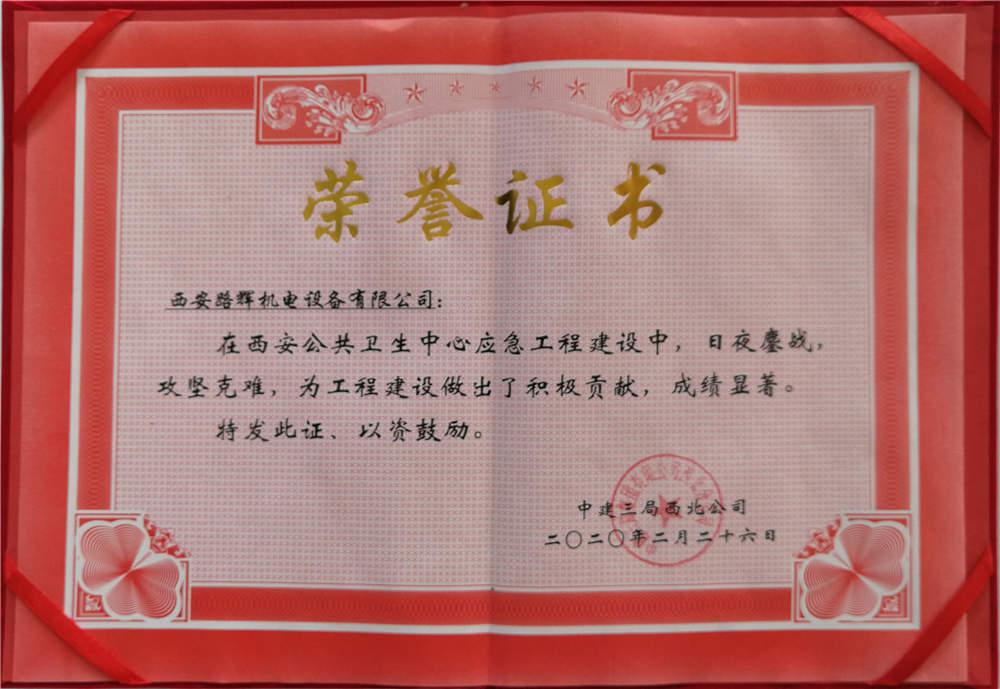 荣誉证书
西安路辉机电设备有限公司：
在西安公共卫生中心应急工程建设中，日夜鏖战，
攻坚克难，为工程建设做出了积极贡献，成绩显著。
特发此证、以资鼓励。
中建三局西北公司
二〇二〇年二月二十六日